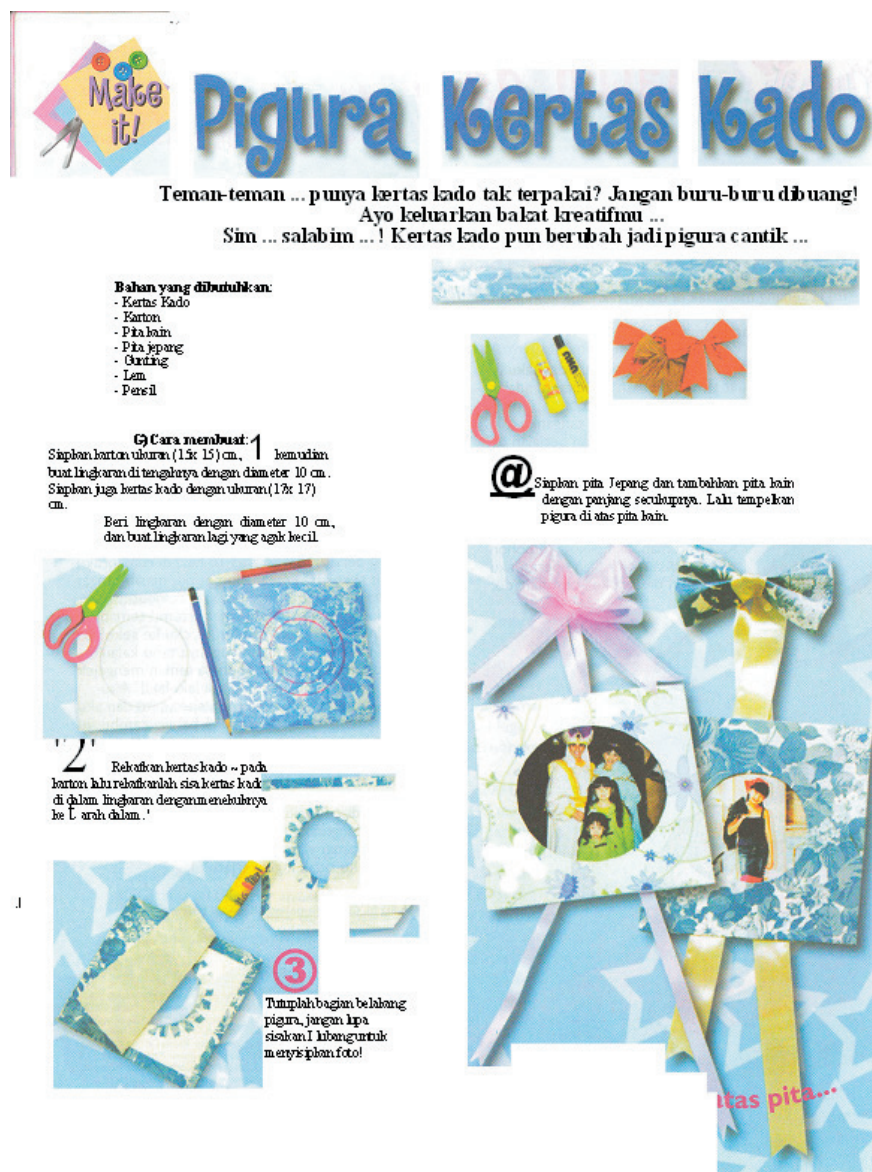 Make
it!
Pigura Kertas Kado
Teman-teman ... punya kertas kado tak terpakai? Jangan buru-buru dibuang!
Ayo keluarkan bakat kreatifmu ...
Sim ... salabim ...! Kertas kado pun berubah jadi pigura cantik ...
Bahan yang dibutuhkan:
- Kertas Kado
- Karton
- Pita kain
- Pita jepang
- Gunting
- Lem
- Pensil
G) Cara membuat: 1
Siapkan karton ukuran (15x 15) cm, kemudian
buat lingkaran di tengahnya dengan diameter 10 cm.
Siapkan juga kertas kado dengan ukuran (17x 17)
cm.
Beri lingkaran dengan diameter 10 cm,
dan buat lingkaran lagi yang agak kecil.
'2'
Rekatkan kertas kado ~ pada
karton lalu rekatkanlah sisa kertas kado
di dalam lingkaran dengan menekuknya
ke L arah dalam.'
.l
3
Tutuplah bagian belakang
pigura, jangan lupa
sisakan I lubang untuk
menyisipkan foto!
UHU
@ Siapkan pita Jepang dan tambahkan pita kain
dengan panjang secukupnya. Lalu tempelkan
pigura di atas pita kain.
atas pita...